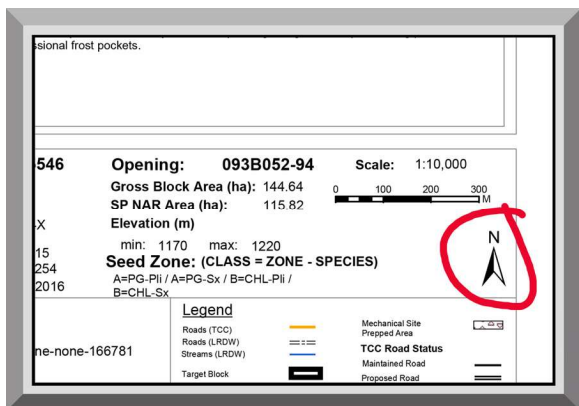 ssional frost pockets.
546 Opening: 093B052-94 Scale: 1:10,000
Gross Block Area (ha): 144.64
0 100 200 300
M
SP NAR Area (ha): 115.82
-X Elevation (m)
N
min: 1170 max: 1220
15
Seed Zone: (CLASS = ZONE - SPECIES)
254
A=PG-Pli / A=PG-Sx / B=CHL-Pli /
2016
B=CHL-Sx
Legend
Roads (TCC)
Mechanical Site
Prepped Area
Roads (LRDW)
ne-none-166781
Streams (LRDW)
TCC Road Status
Maintained Road
Target Block
Proposed Road